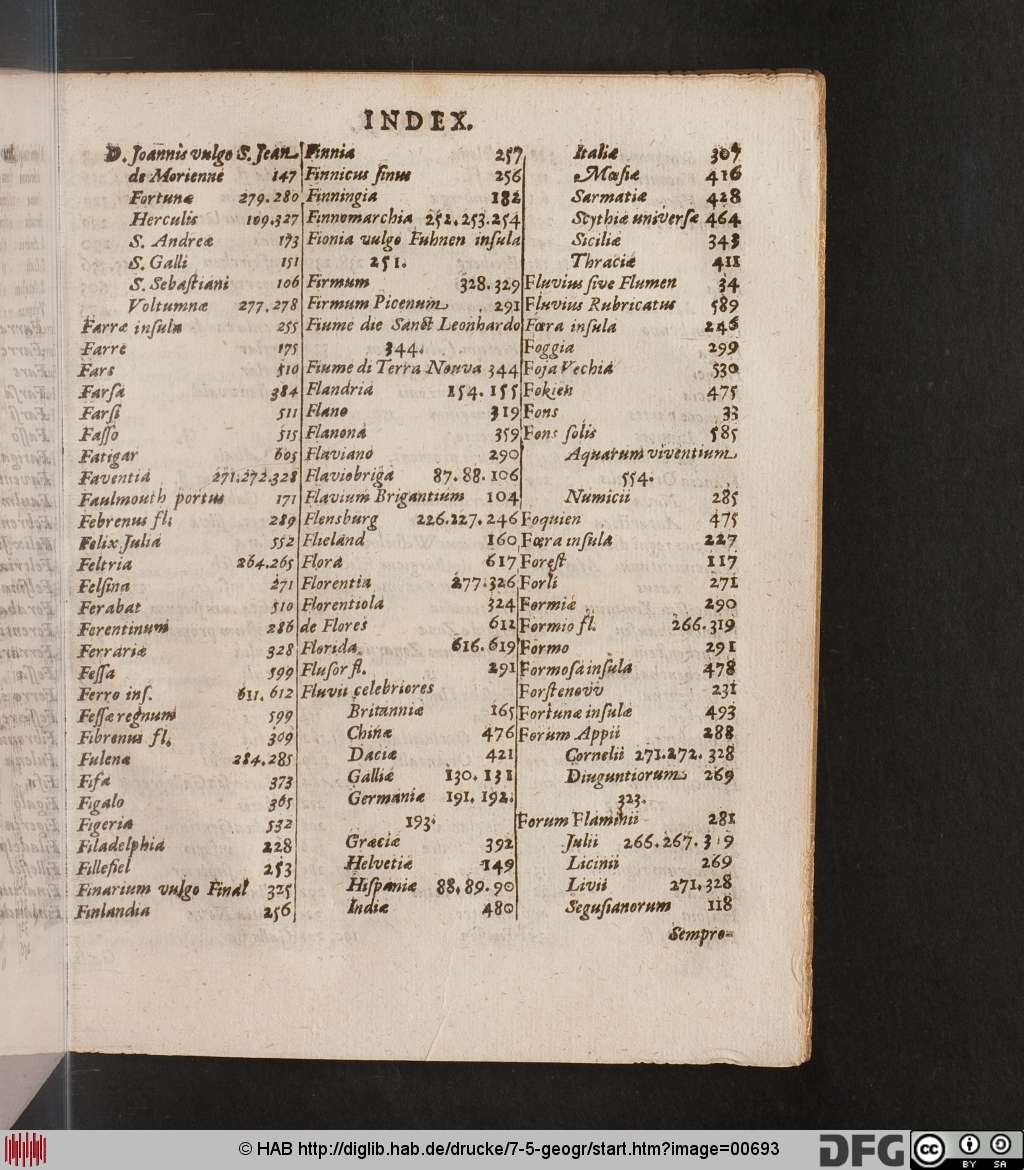 INDEX.
D. Joannis vulgo S. Jean
de Morienne 147
Fortunæ 279.280
Herculis 109.327
S. Andreæ 173
S. Galli 151
S. Sebastiani 106
Voltumnæ 277.278
Farræ insula 255
Farre 175
Fars 510
Farsa 384
Farsi 511
Fasso 515
Fatigar 605
Faventia 271.272.328
Faulmouth portus 171
Febrenus fl. 289
Felix Julia 552
Feltria 264.265
Felsina 271
Ferabat 510
Ferentinum 286
Ferrariæ 328
Fessa 599
Ferro ins. 611. 612
Fessæ regnum 599
Fibrenus fl. 309
Fulenæ 284.285
Fifa 373
Figalo 365
Figeria 532
Filadelphia 228
Fillefiel 253
Finarium vulgo Final 325
Finlandia 256
Finnia 257
Finnicus sinus 256
Finningia 182
Finnomarchia 252.253.254
Fionia vulgo Fuhnen insula
251.
Firmum 328.329
Firmum Picenum 291
Fiume die Sanct Leonhardo
344.
Fiume di Terra Nouva 344
Flandria 154.155
Flano 319
Flanona 359
Flaviano 290
Flaviobriga 87.88.106
Flavium Brigantium 104
Flensburg 226.227.246
Flieland 160
Flora 617
Florentia 277.326
Florentiola 324
de Flores 612
Florida 616.619
Flusor fl. 291
Fluvii celebriores
Britanniæ 165
Chinæ 476
Daciæ 421
Galliæ 130. 131
Germaniæ 191. 192.
193.
Græciæ 392
Helvetiæ 149
Hispaniæ 88.89.90
Indiæ 480
Italiæ 304
Mœsiæ 416
Sarmatiæ 428
Scythiæ universæ 464
Siciliæ 343
Thraciæ 411
Fluvius sive Flumen 34
Fluvius Rubricatus 589
Fœra insula 246
Foggia 299
Foja Vechia 530
Fokien 475
Fons 33
Fons solis 585
Aquarum viventium
554.
Numicii 285
Foquien 475
Fœra insula 227
Forest 117
Forli 271
Formiæ 290
Formio fl. 266.319
Formo 291
Formosa insula 478
Forstenovv 231
Fortunæ insulæ 493
Forum Appii 288
Cornelii 271.272. 328
Diuguntiorum 269
323.
Forum Flaminii 281
Julii 266.267.319
Licinii 269
Livii 271.328
Segusianorum 118
Sempro-
© HAB http://diglib.hab.de/drucke/7-5-geogr/start.htm?image=00693
DFG
cc
BY SA